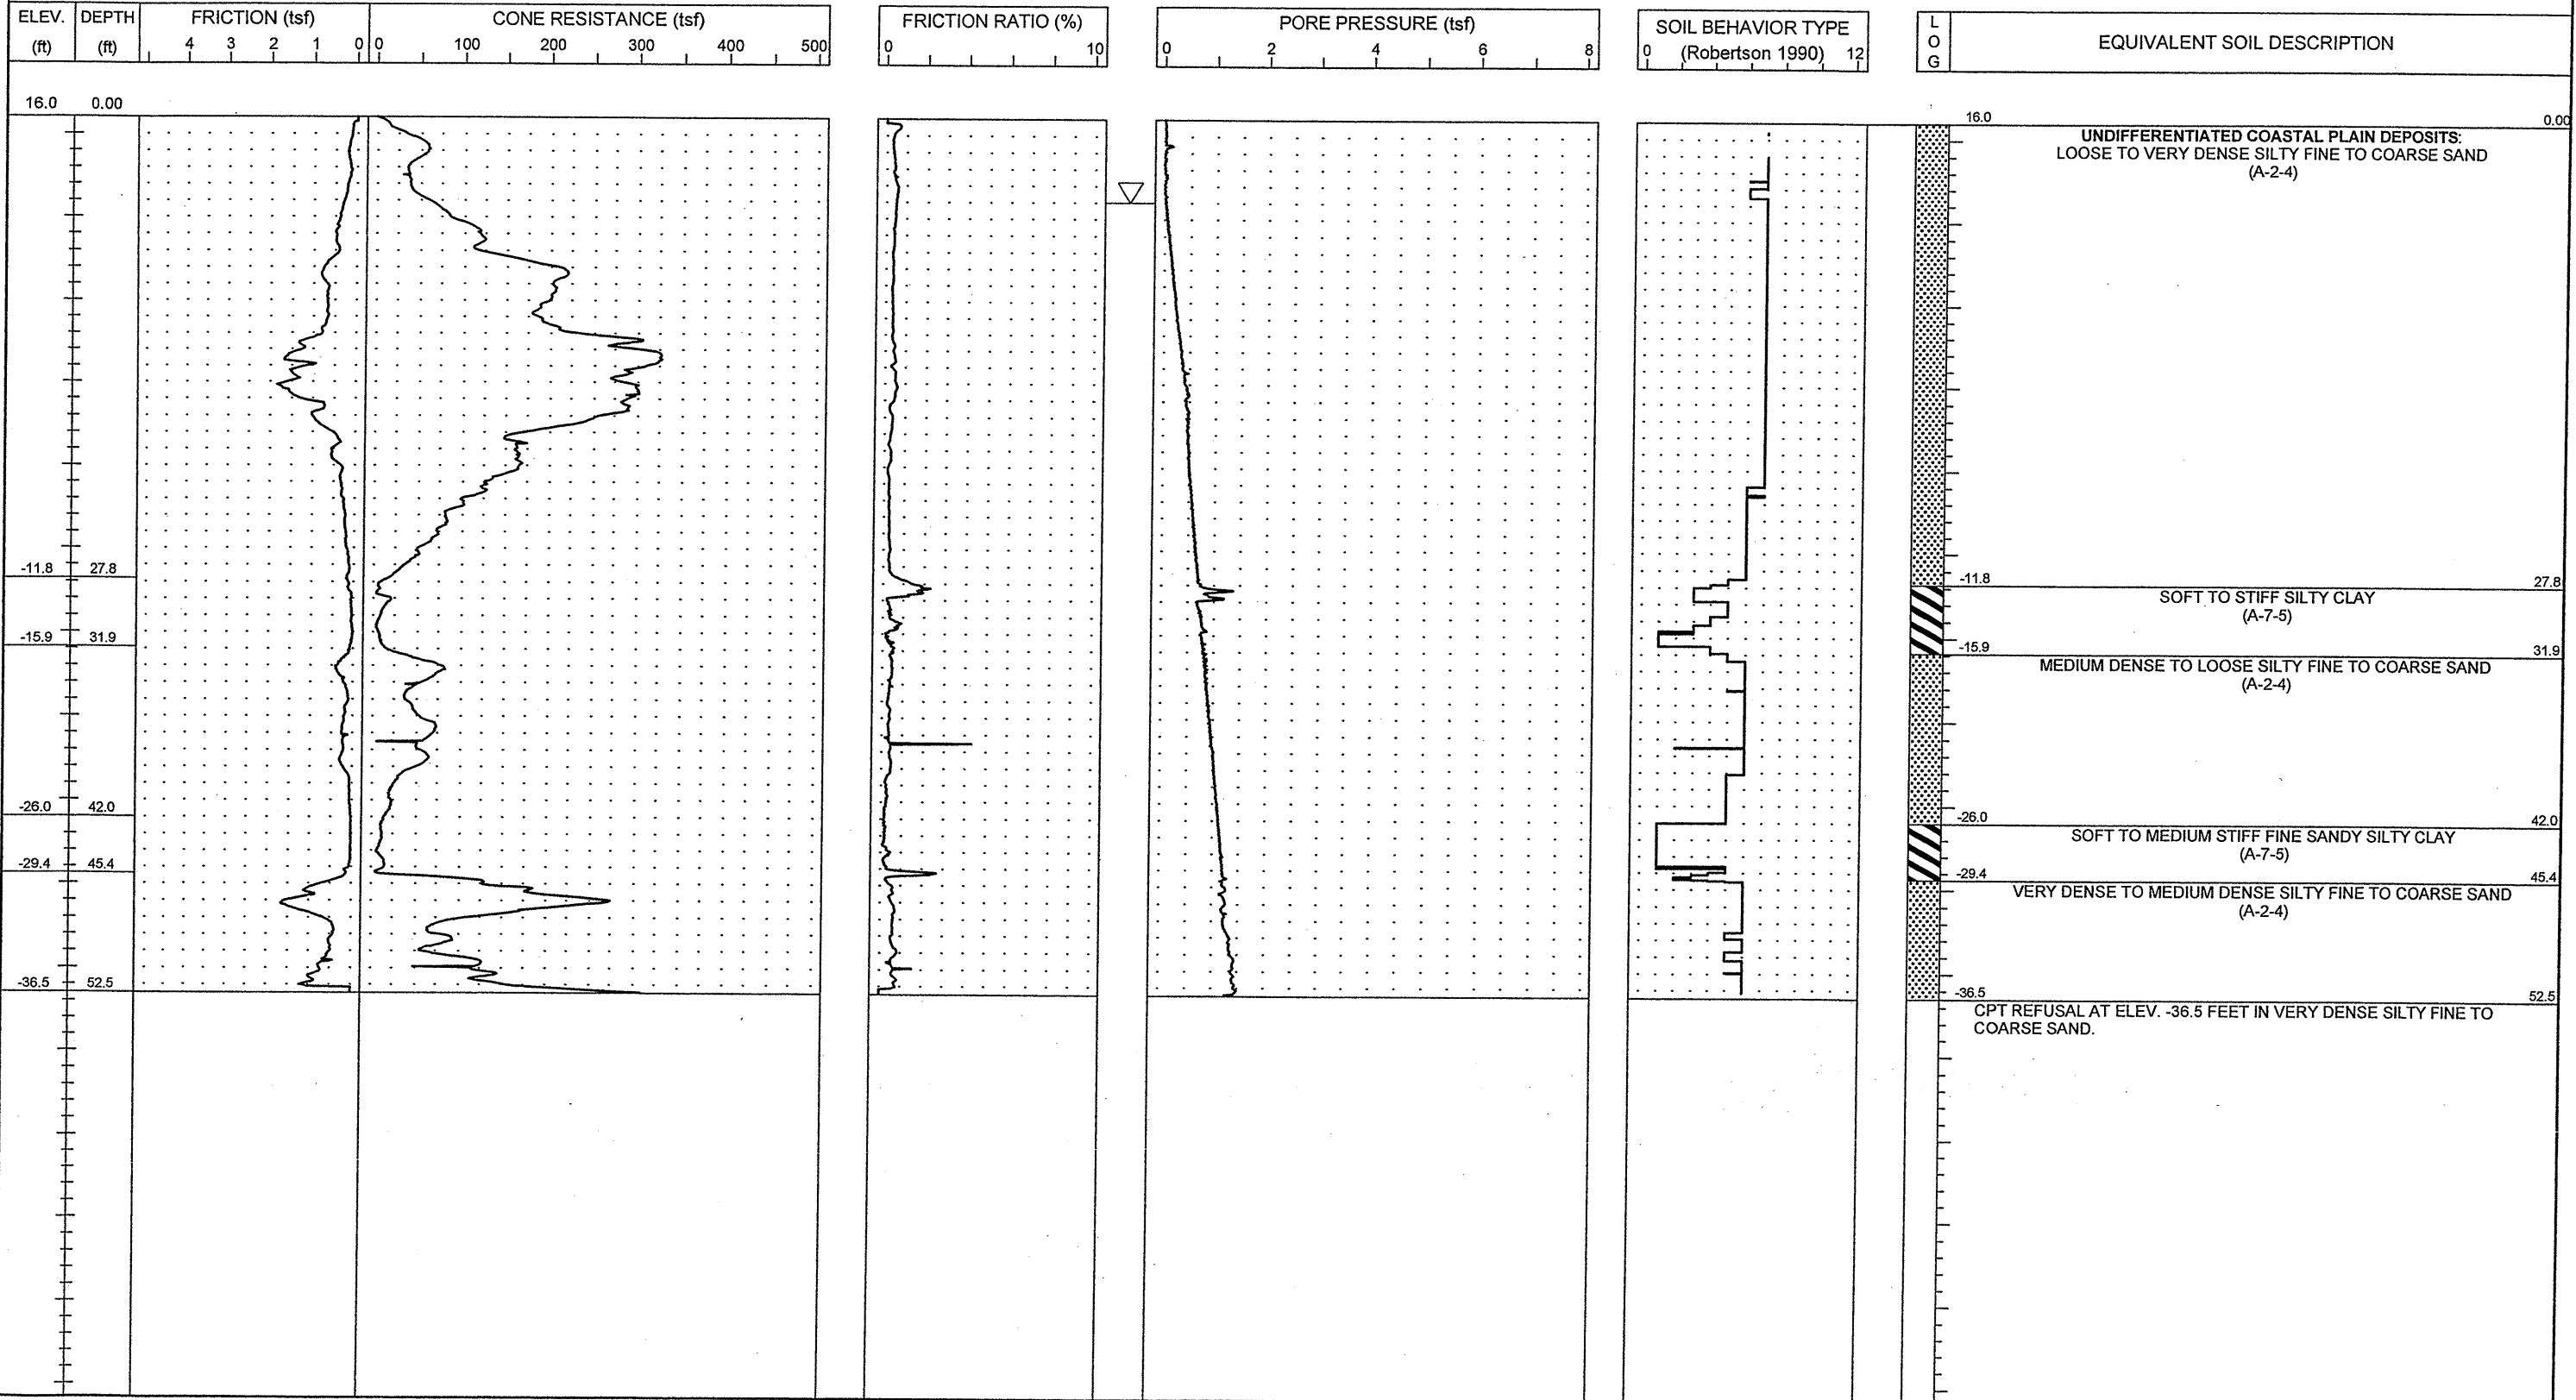 ELEV.
(ft)
DEPTH
(ft)
FRICTION (tsf)
4 3 2 1 0
CONE RESISTANCE (tsf)
0 100 200 300 400 500
FRICTION RATIO (%)
0 10
PORE PRESSURE (tsf)
0 2 4 6 8
SOIL BEHAVIOR TYPE
(Robertson 1990)
0 12
L
O
G
EQUIVALENT SOIL DESCRIPTION
16.0 0.00
16.0 0.00
UNDIFFERENTIATED COASTAL PLAIN DEPOSITS:
LOOSE TO VERY DENSE SILTY FINE TO COARSE SAND
(A-2-4)
-11.8 27.8
-11.8 27.8
SOFT TO STIFF SILTY CLAY
(A-7-5)
-15.9 31.9
-15.9 31.9
MEDIUM DENSE TO LOOSE SILTY FINE TO COARSE SAND
(A-2-4)
-26.0 42.0
-26.0 42.0
SOFT TO MEDIUM STIFF FINE SANDY SILTY CLAY
(A-7-5)
-29.4 45.4
-29.4 45.4
VERY DENSE TO MEDIUM DENSE SILTY FINE TO COARSE SAND
(A-2-4)
-36.5 52.5
-36.5 52.5
CPT REFUSAL AT ELEV. -36.5 FEET IN VERY DENSE SILTY FINE TO
COARSE SAND.